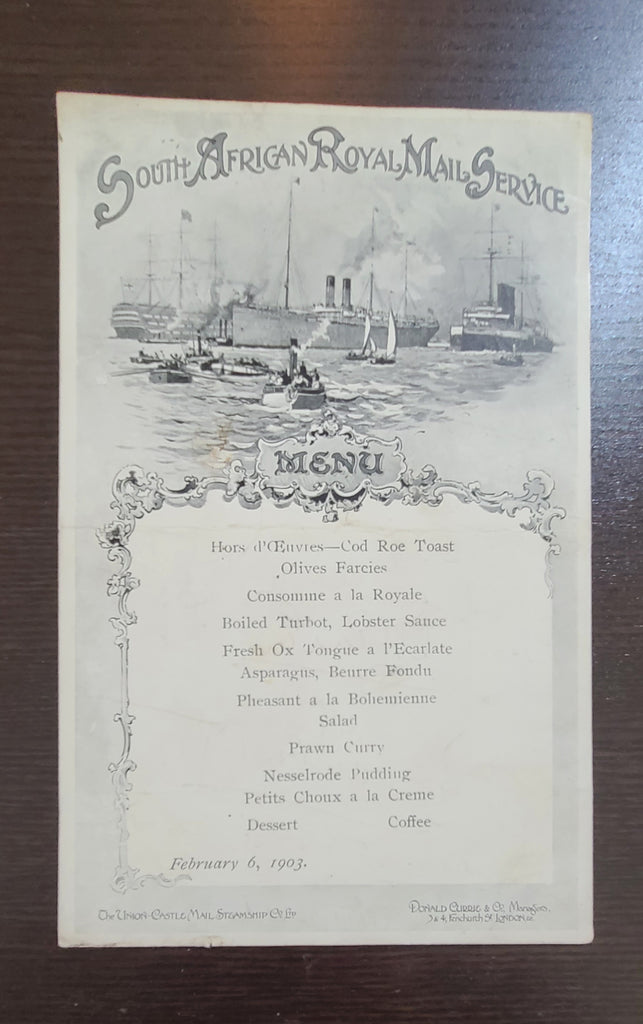 South African Royal Mail Service
MENU
Hors d'Œuvres—Cod Roe Toast
Olives Farcies
Consomme a la Royale
Boiled Turbot, Lobster Sauce
Fresh Ox Tongue a l'Ecarlate
Asparagus, Beurre Fondu
Pheasant a la Bohemienne
Salad
Prawn Curry
Nesselrode Pudding
Petits Choux a la Creme
Dessert Coffee
February 6, 1903.
The Union-Castle Mail Steamship Co Ltd
Donald Currie & Co. Managers,
3 & 4, Fenchurch St London, E.C.